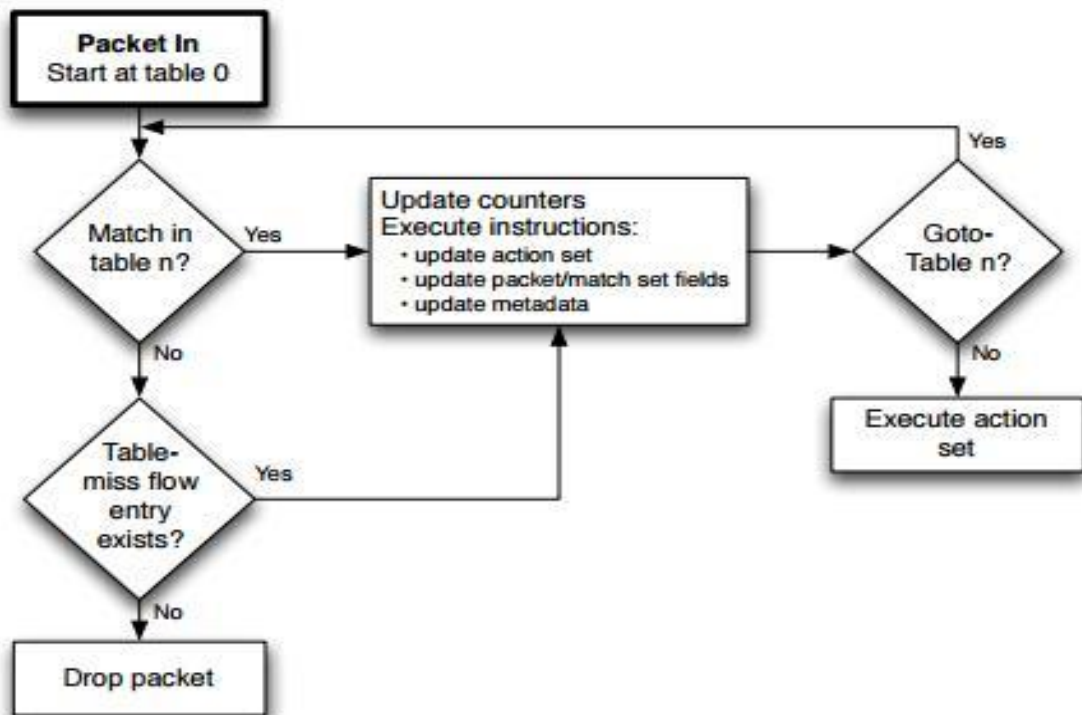 Packet In
Start at table 0
Yes
Match in
table n?
Yes
Update counters
Execute instructions:
• update action set
• update packet/match set fields
• update metadata
Goto-
Table n?
No
No
Execute action
set
Table-
miss flow
entry
exists?
Yes
No
Drop packet